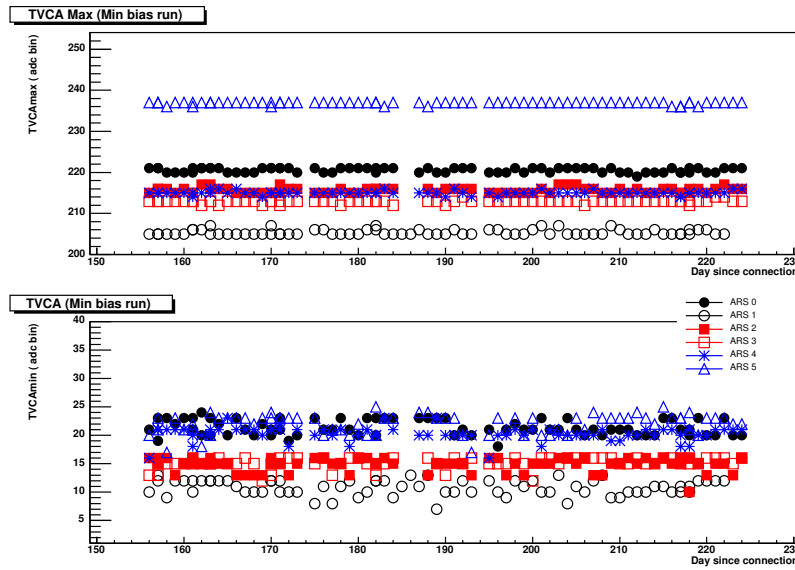 TVCA Max (Min bias run)
TVCAmax ( adc bin)
250
240
230
220
210
200
150 160 170 180 190 200 210 220 230
Day since connection
TVCA (Min bias run)
TVCAmin ( adc bin)
40
35
30
25
20
15
10
5
150 160 170 180 190 200 210 220 230
Day since connection
ARS 0
ARS 1
ARS 2
ARS 3
ARS 4
ARS 5